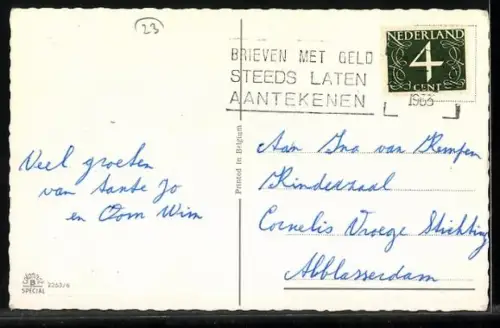 23
BRIEVEN MET GELD
STEEDS LATEN
AANTEKENEN
NEDERLAND
4
CENT
1963
Veel groeten
van tante Jo
en Oom Wim
Printed in Belgium
Aan Ina van Kempen
Kinderzaal
Cornelis Vroege Stichting
Alblasserdam
SPECIAL